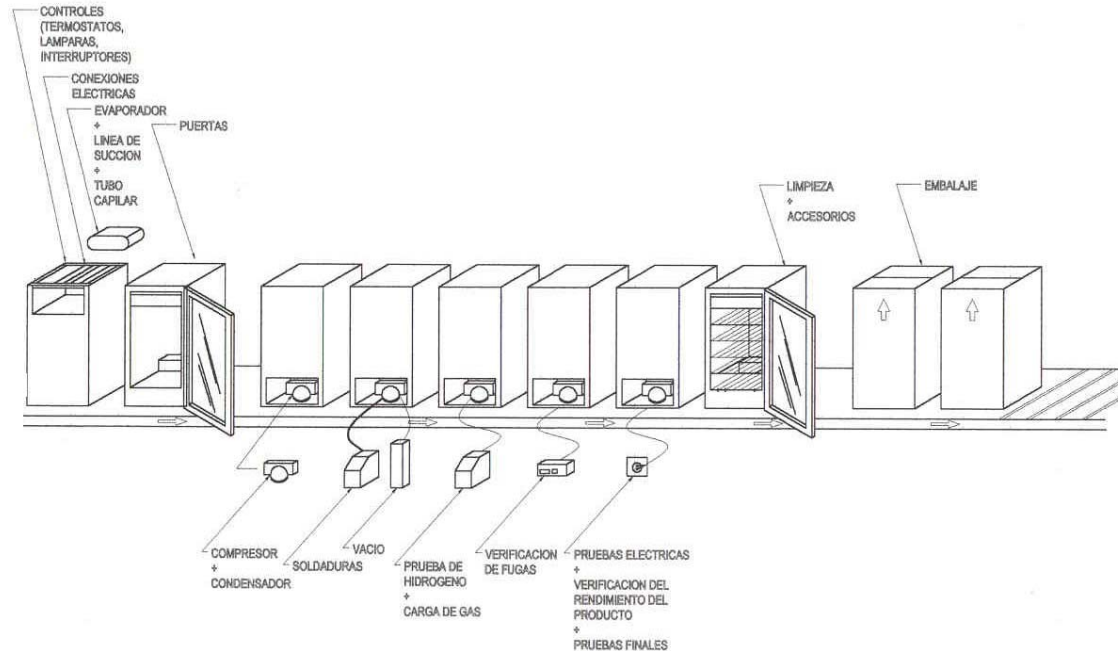 CONTROLES
(TERMOSTATOS,
LAMPARAS,
INTERRUPTORES)
CONEXIONES
ELECTRICAS
EVAPORADOR
+
LINEA DE
SUCCION
+
TUBO
CAPILAR
PUERTAS
LIMPIEZA
+
ACCESORIOS
EMBALAJE
COMPRESOR
+
CONDENSADOR
SOLDADURAS
VACIO
PRUEBA DE
HIDROGENO
+
CARGA DE GAS
VERIFICACION
DE FUGAS
PRUEBAS ELECTRICAS
+
VERIFICACION DEL
RENDIMIENTO DEL
PRODUCTO
+
PRUEBAS FINALES